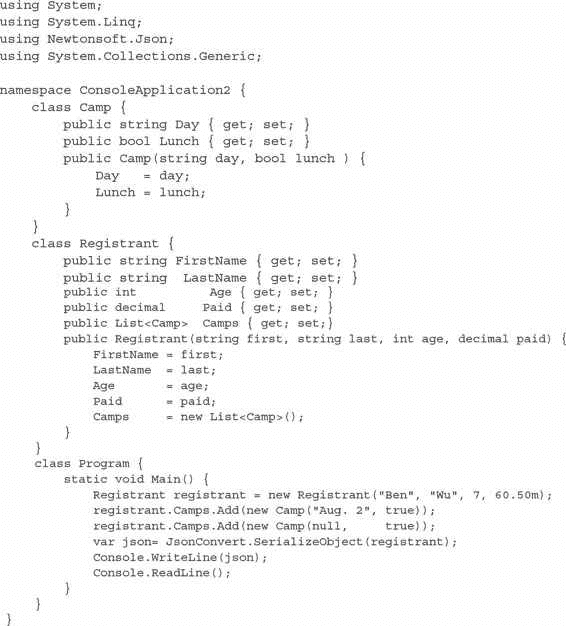 using System;
using System.Linq;
using Newtonsoft.Json;
using System.Collections.Generic;

namespace ConsoleApplication2 {
    class Camp {
        public string Day { get; set; }
        public bool Lunch { get; set; }
        public Camp(string day, bool lunch ) {
            Day   = day;
            Lunch = lunch;
        }
    }
    class Registrant {
        public string FirstName { get; set; }
        public string  LastName { get; set; }
        public int          Age { get; set; }
        public decimal     Paid { get; set; }
        public List<Camp>  Camps { get; set;}
        public Registrant(string first, string last, int age, decimal paid) {
            FirstName = first;
            LastName  = last;
            Age       = age;
            Paid      = paid;
            Camps     = new List<Camp>();
        }
    }
    class Program {
        static void Main() {
            Registrant registrant = new Registrant("Ben", "Wu", 7, 60.50m);
            registrant.Camps.Add(new Camp("Aug. 2", true));
            registrant.Camps.Add(new Camp(null,     true));
            var json= JsonConvert.SerializeObject(registrant);
            Console.WriteLine(json);
            Console.ReadLine();
        }
    }
}